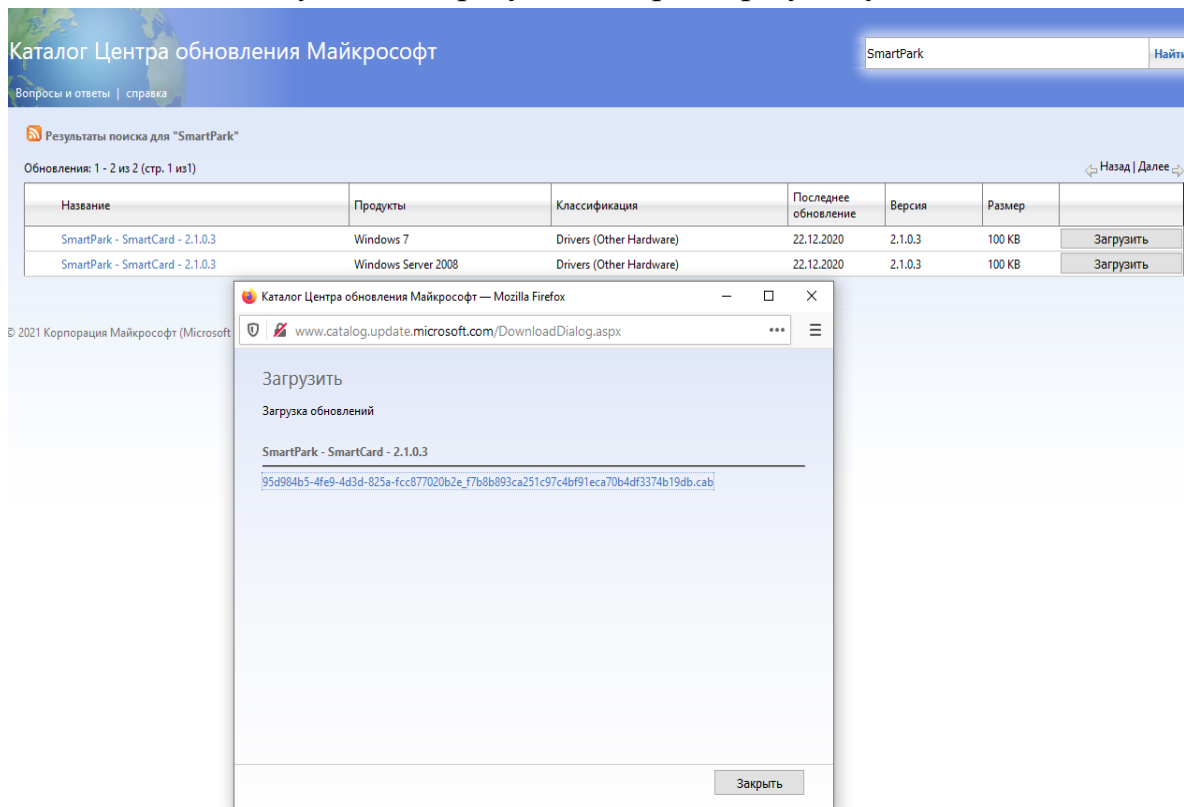 Каталог Центра обновления Майкрософт
SmartPark
Найти
Вопросы и ответы | справка
Результаты поиска для "SmartPark"
Обновления: 1 - 2 из 2 (стр. 1 из1)
Назад | Далее
Название Продукты Классификация Последнее обновление Версия Размер
SmartPark - SmartCard - 2.1.0.3 Windows 7 Drivers (Other Hardware) 22.12.2020 2.1.0.3 100 KB Загрузить
SmartPark - SmartCard - 2.1.0.3 Windows Server 2008 Drivers (Other Hardware) 22.12.2020 2.1.0.3 100 KB Загрузить
Каталог Центра обновления Майкрософт — Mozilla Firefox
© 2021 Корпорация Майкрософт (Microsoft
www.catalog.update.microsoft.com/DownloadDialog.aspx
Загрузить
Загрузка обновлений
SmartPark - SmartCard - 2.1.0.3
95d984b5-4fe9-4d3d-825a-fcc877020b2e_f7b8b893ca251c97c4bf91eca70b4df3374b19db.cab
Закрыть